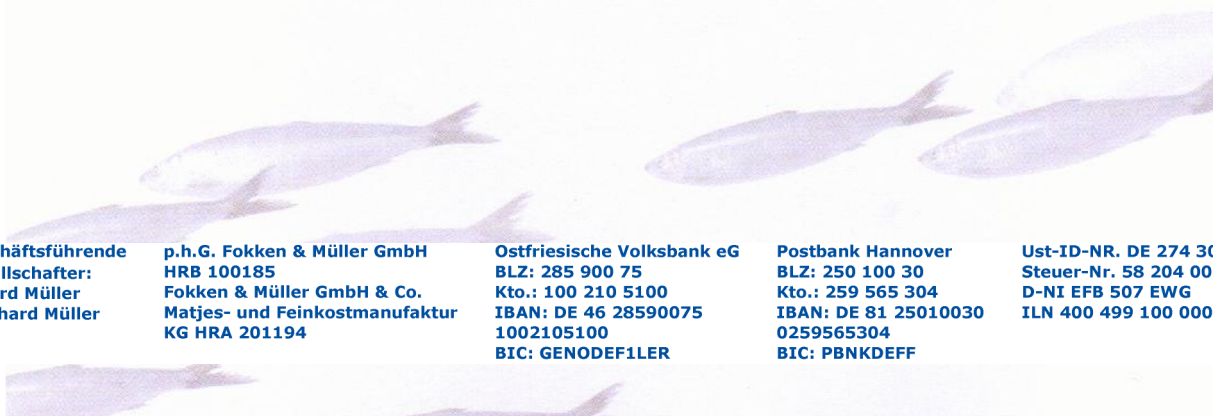 p.h.G. Fokken & Müller GmbH
HRB 100185
Fokken & Müller GmbH & Co.
Matjes- und Feinkostmanufaktur
KG HRA 201194
Ostfriesische Volksbank eG
BLZ: 285 900 75
Kto.: 100 210 5100
IBAN: DE 46 28590075
1002105100
BIC: GENODEF1LER
Postbank Hannover
BLZ: 250 100 30
Kto.: 259 565 304
IBAN: DE 81 25010030
0259565304
BIC: PBNKDEFF
Ust-ID-NR. DE 274 30
Steuer-Nr. 58 204 00
D-NI EFB 507 EWG
ILN 400 499 100 000
häftsführende
llschafter:
rd Müller
hard Müller